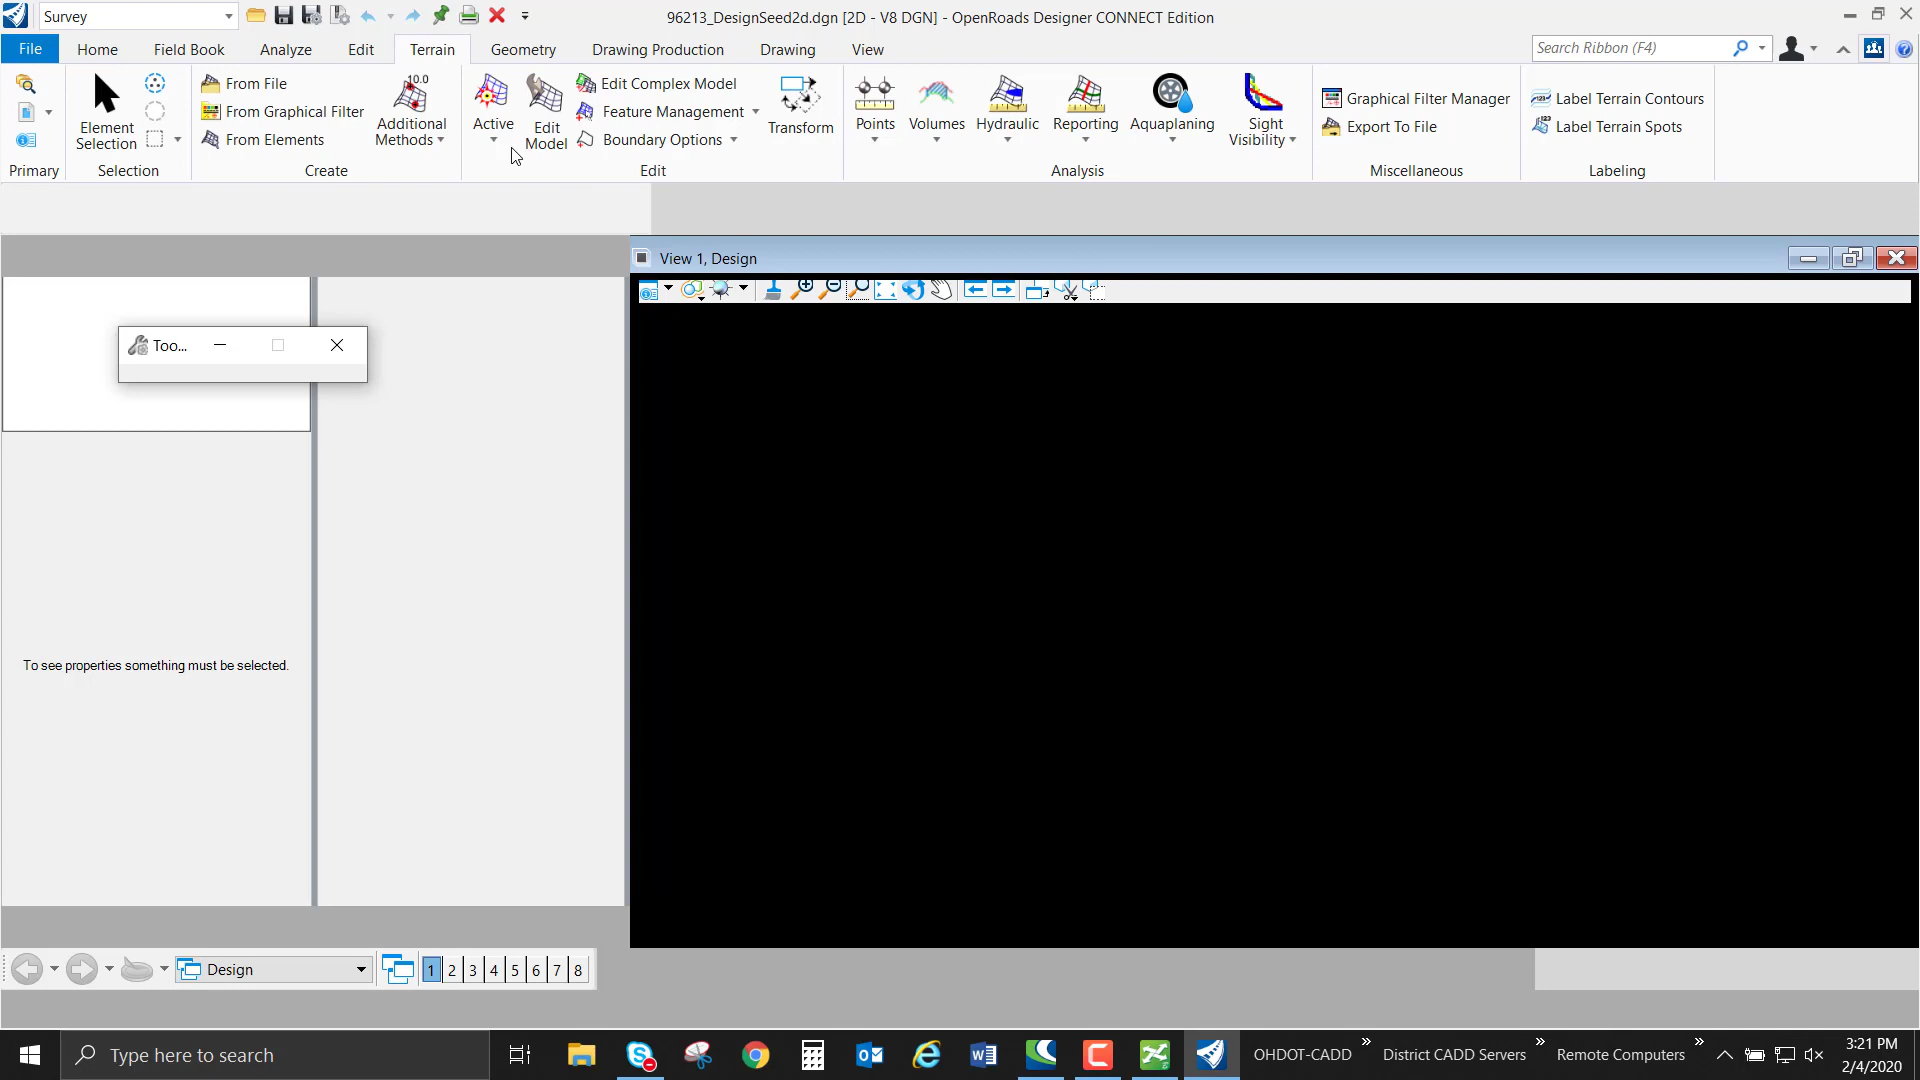 Survey
96213_DesignSeed2d.dgn [2D - V8 DGN] - OpenRoads Designer CONNECT Edition
File
Home
Field Book
Analyze
Edit
Terrain
Geometry
Drawing Production
Drawing
View
Search Ribbon (F4)
From File
From Graphical Filter
From Elements
Element
Selection
10.0
Additional
Methods
Active
Edit
Model
Edit Complex Model
Feature Management
Boundary Options
Transform
Points
Volumes
Hydraulic
Reporting
Aquaplaning
Sight
Visibility
Graphical Filter Manager
Export To File
Label Terrain Contours
Label Terrain Spots
Primary
Selection
Create
Edit
Analysis
Miscellaneous
Labeling
View 1, Design
Too...
To see properties something must be selected.
Design
1 2 3 4 5 6 7 8
Type here to search
OHDOT-CADD
District CADD Servers
Remote Computers
3:21 PM
2/4/2020